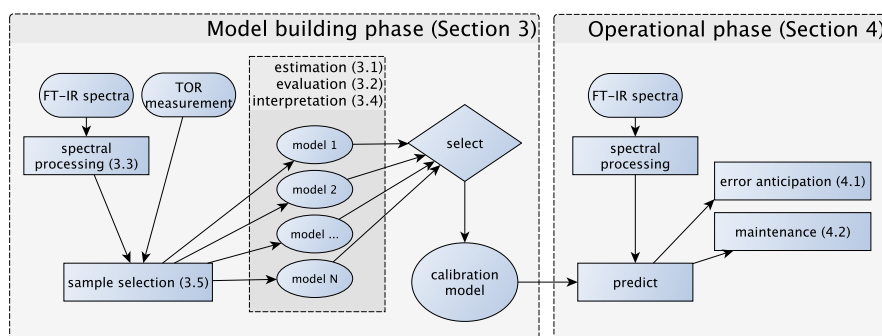 Model building phase (Section 3)
FT-IR spectra
TOR
measurement
spectral
processing (3.3)
sample selection (3.5)
estimation (3.1)
evaluation (3.2)
interpretation (3.4)
model 1
model 2
model ...
model N
select
calibration
model
Operational phase (Section 4)
FT-IR spectra
spectral
processing
predict
error anticipation (4.1)
maintenance (4.2)